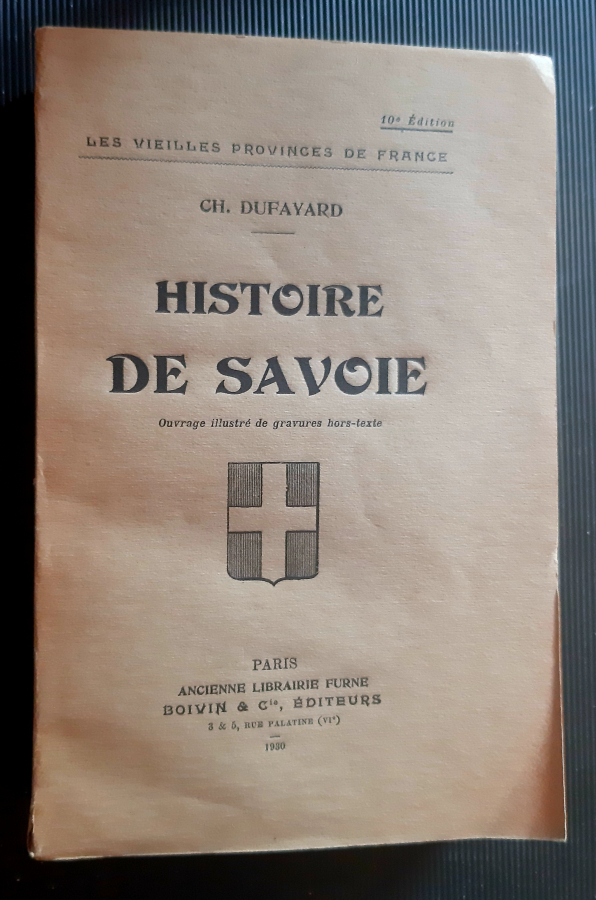 10e Édition
LES VIEILLES PROVINCES DE FRANCE
CH. DUFAYARD
HISTOIRE
DE SAVOIE
Ouvrage illustré de gravures hors-texte
PARIS
ANCIENNE LIBRAIRIE FURNE
BOIVIN & Cie, ÉDITEURS
3 & 5, RUE PALATINE (VIe)
1930